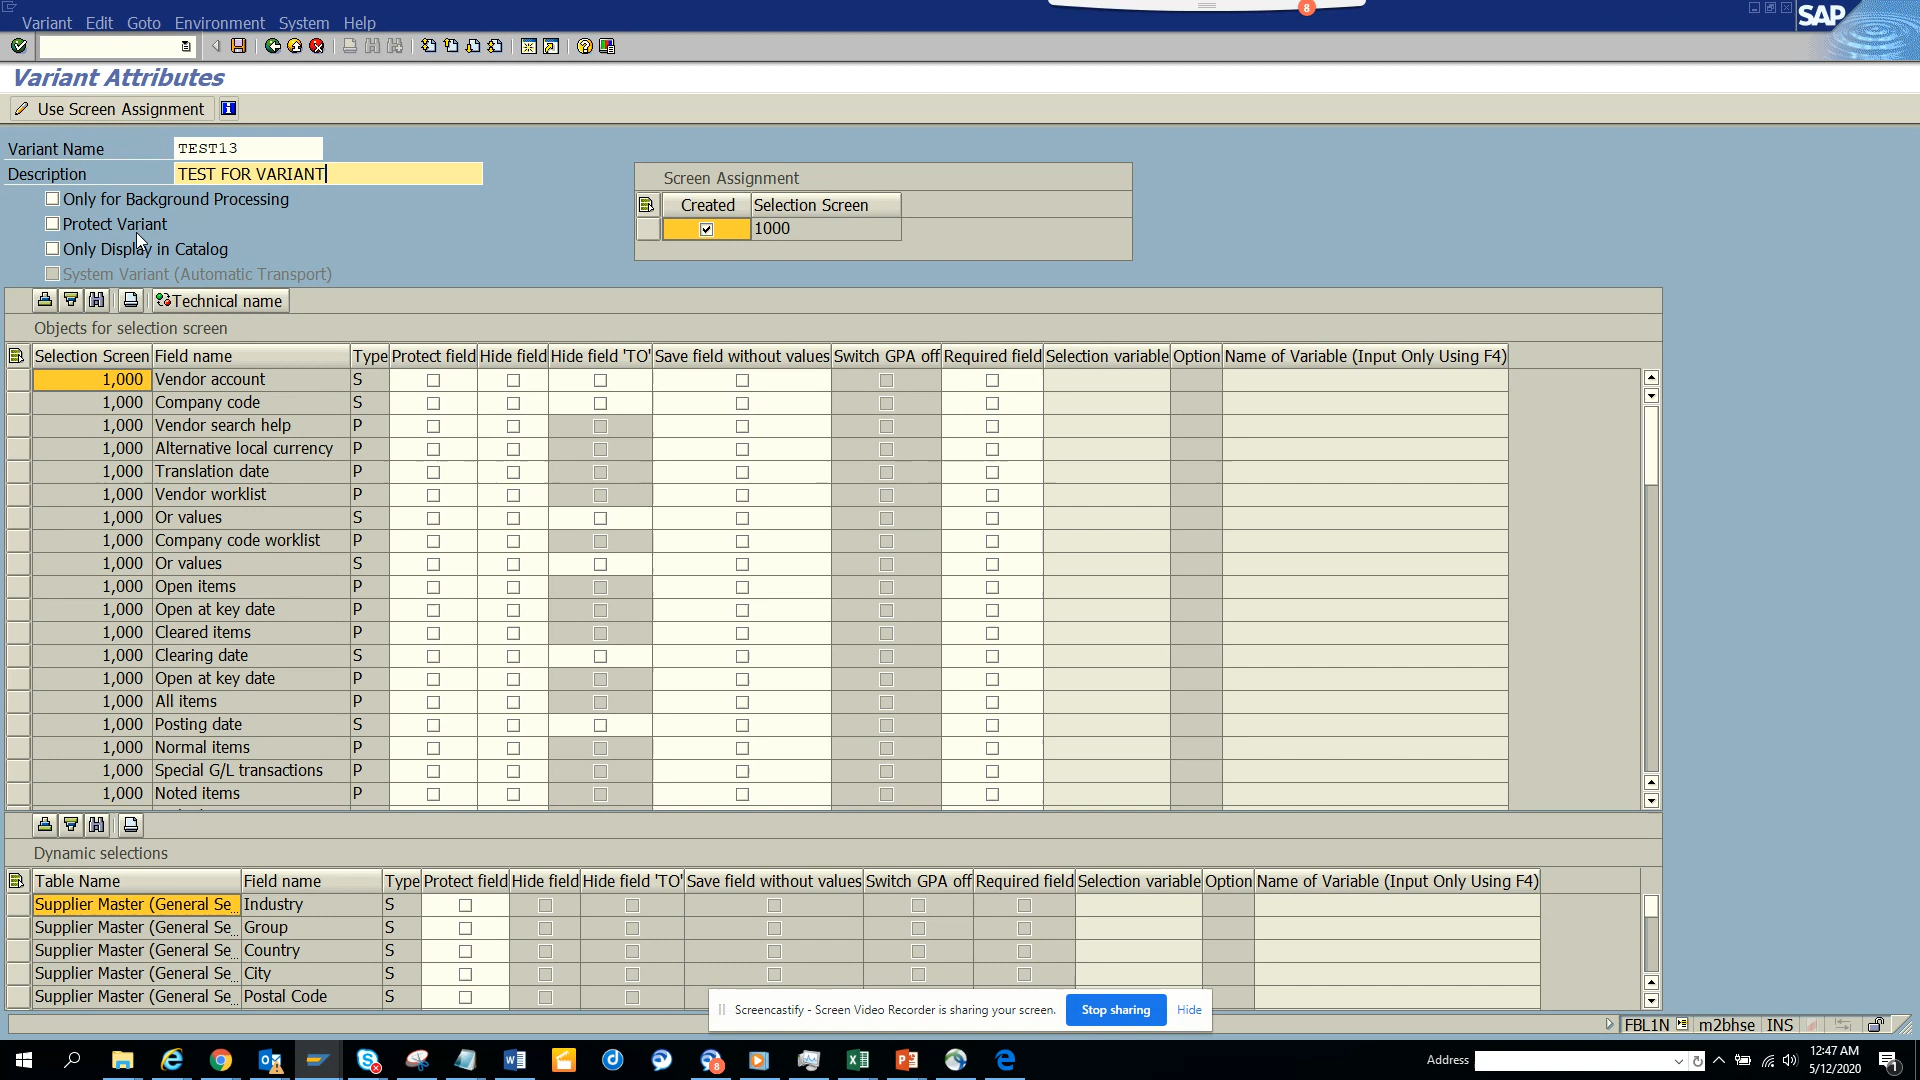 8
Variant Edit Goto Environment System Help
SAP
Variant Attributes
Use Screen Assignment
Variant Name TEST13
Description TEST FOR VARIANT
Only for Background Processing
Protect Variant
Only Display in Catalog
System Variant (Automatic Transport)
Screen Assignment
Created Selection Screen
1000
Technical name
Objects for selection screen
Selection Screen Field name Type Protect field Hide field Hide field 'TO' Save field without values Switch GPA off Required field Selection variable Option Name of Variable (Input Only Using F4)
1,000 Vendor account S
1,000 Company code S
1,000 Vendor search help P
1,000 Alternative local currency P
1,000 Translation date P
1,000 Vendor worklist P
1,000 Or values S
1,000 Company code worklist P
1,000 Or values S
1,000 Open items P
1,000 Open at key date P
1,000 Cleared items P
1,000 Clearing date S
1,000 Open at key date P
1,000 All items P
1,000 Posting date S
1,000 Normal items P
1,000 Special G/L transactions P
1,000 Noted items P
Dynamic selections
Table Name Field name Type Protect field Hide field Hide field 'TO' Save field without values Switch GPA off Required field Selection variable Option Name of Variable (Input Only Using F4)
Supplier Master (General Se... Industry S
Supplier Master (General Se... Group S
Supplier Master (General Se... Country S
Supplier Master (General Se... City S
Supplier Master (General Se... Postal Code S
Screencastify - Screen Video Recorder is sharing your screen. Stop sharing Hide
FBL1N m2bhse INS
Address
12:47 AM
5/12/2020
8
1